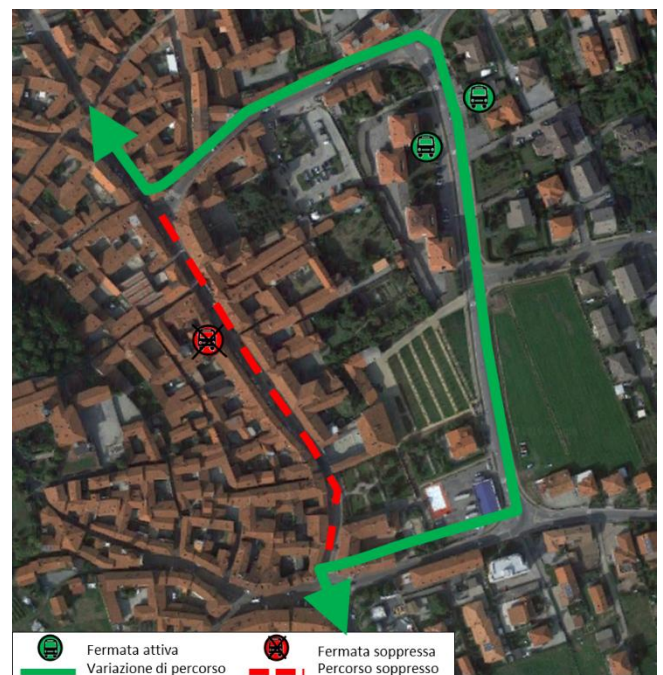 Fermata attiva
Variazione di percorso
Fermata soppressa
Percorso soppresso